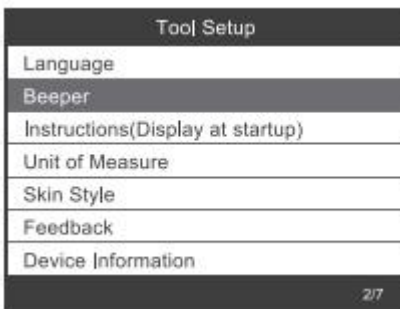 Tool Setup
Language
Beeper
Instructions(Display at startup)
Unit of Measure
Skin Style
Feedback
Device Information
2/7